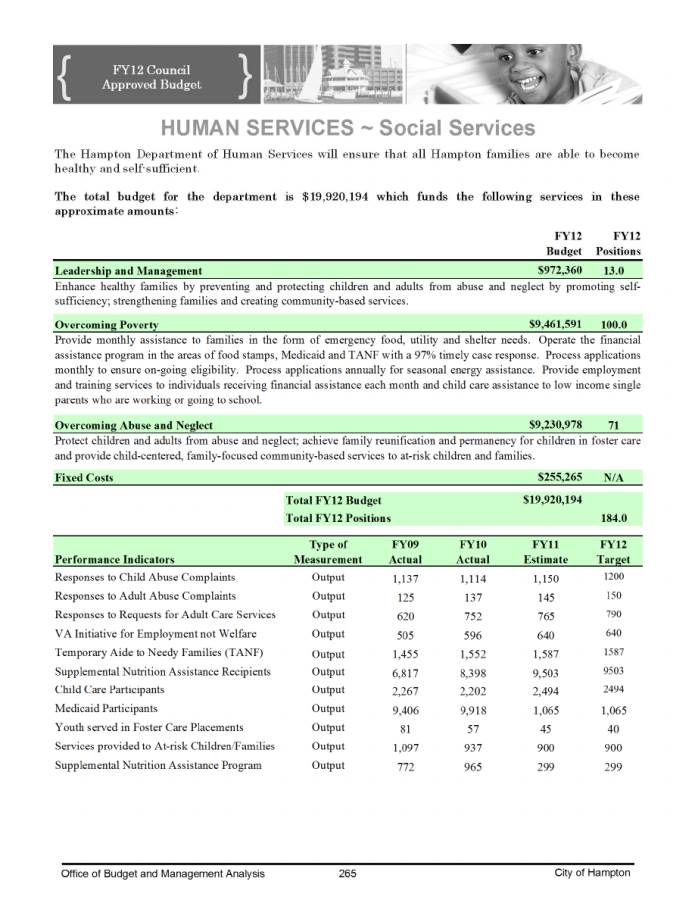 FY12 Council
Approved Budget
HUMAN SERVICES ~ Social Services
The Hampton Department of Human Services will ensure that all Hampton families are able to become
healthy and self-sufficient.
The total budget for the department is $19,920,194 which funds the following services in these
approximate amounts:
FY12 FY12
Budget Positions
Leadership and Management $972,360 13.0
Enhance healthy families by preventing and protecting children and adults from abuse and neglect by promoting self-
sufficiency; strengthening families and creating community-based services.
Overcoming Poverty $9,461,591 100.0
Provide monthly assistance to families in the form of emergency food, utility and shelter needs. Operate the financial
assistance program in the areas of food stamps, Medicaid and TANF with a 97% timely case response. Process applications
monthly to ensure on-going eligibility. Process applications annually for seasonal energy assistance. Provide employment
and training services to individuals receiving financial assistance each month and child care assistance to low income single
parents who are working or going to school.
Overcoming Abuse and Neglect $9,230,978 71
Protect children and adults from abuse and neglect; achieve family reunification and permanency for children in foster care
and provide child-centered, family-focused community-based services to at-risk children and families.
Fixed Costs $255,265 N/A
Total FY12 Budget $19,920,194
Total FY12 Positions 184.0
Type of FY09 FY10 FY11 FY12
Performance Indicators Measurement Actual Actual Estimate Target
Responses to Child Abuse Complaints Output 1,137 1,114 1,150 1200
Responses to Adult Abuse Complaints Output 125 137 145 150
Responses to Requests for Adult Care Services Output 620 752 765 790
VA Initiative for Employment not Welfare Output 505 596 640 640
Temporary Aide to Needy Families (TANF) Output 1,455 1,552 1,587 1587
Supplemental Nutrition Assistance Recipients Output 6,817 8,398 9,503 9503
Child Care Participants Output 2,267 2,202 2,494 2494
Medicaid Participants Output 9,406 9,918 1,065 1,065
Youth served in Foster Care Placements Output 81 57 45 40
Services provided to At-risk Children/Families Output 1,097 937 900 900
Supplemental Nutrition Assistance Program Output 772 965 299 299
Office of Budget and Management Analysis 265 City of Hampton